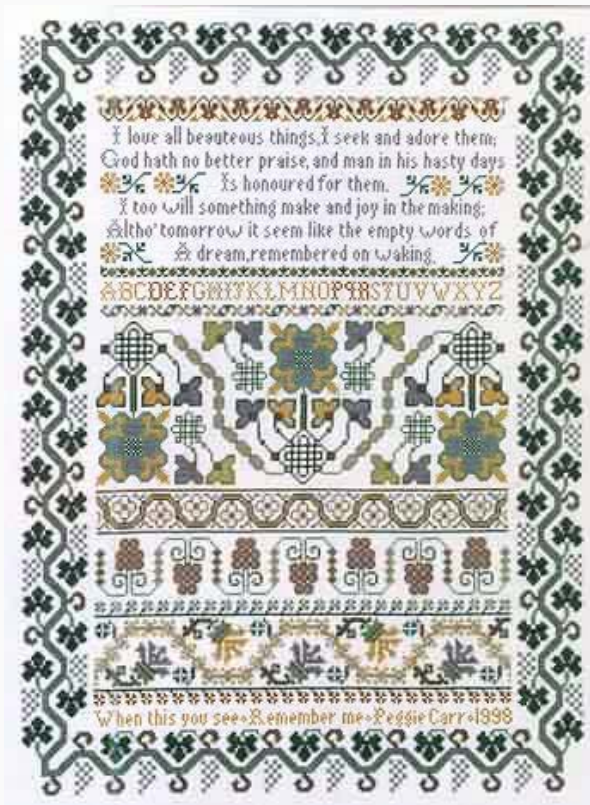 I love all beauteous things, I seek and adore them;
God hath no better praise, and man in his hasty days
Is honoured for them.
I too will something make and joy in the making;
Altho' tomorrow it seem like the empty words of
A dream, remembered on waking.
ABCDEFGHIJKLMNOPQRSTUVWXYZ
When this you see Remember me Peggie Carr 1998